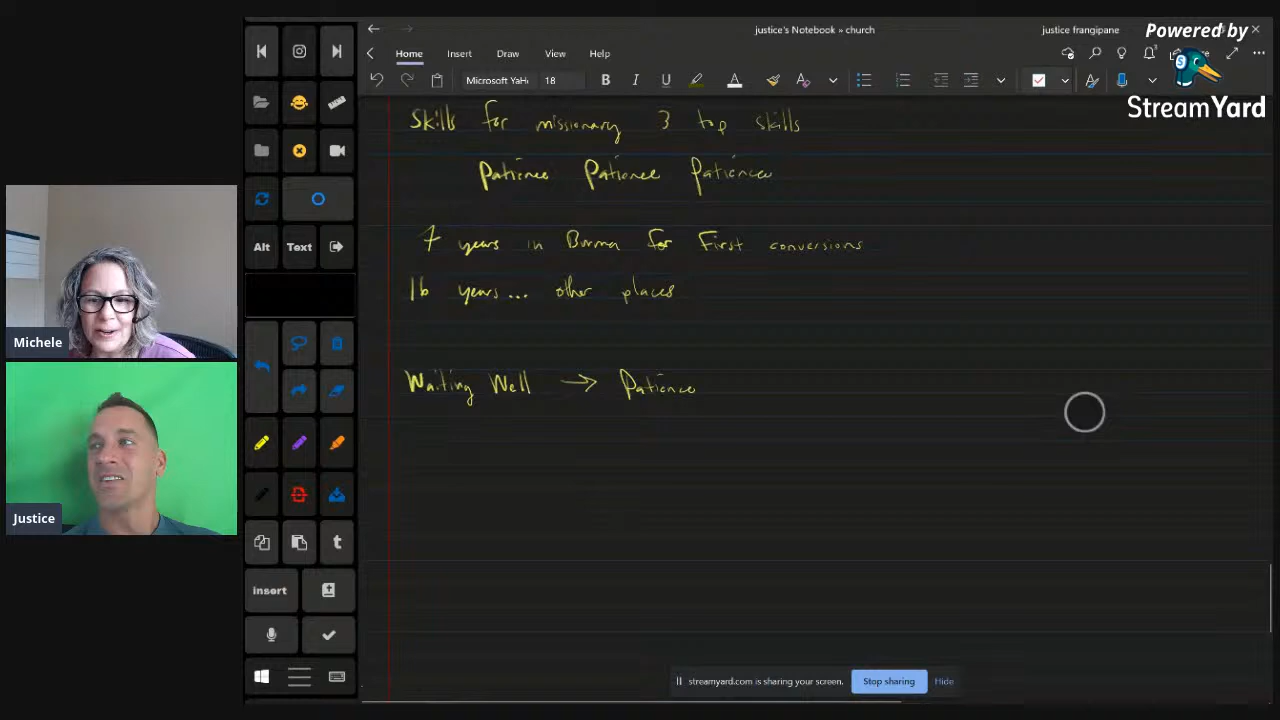 justice's Notebook » church
justice frangipane
Powered by
StreamYard
Home Insert Draw View Help
Microsoft YaHe 18
Skills for missionary 3 top skills
Patience Patience Patience
7 years in Burma for First conversions
16 years... other places
Waiting Well → Patience
Michele
Justice
Alt Text
t
insert
streamyard.com is sharing your screen. Stop sharing Hide